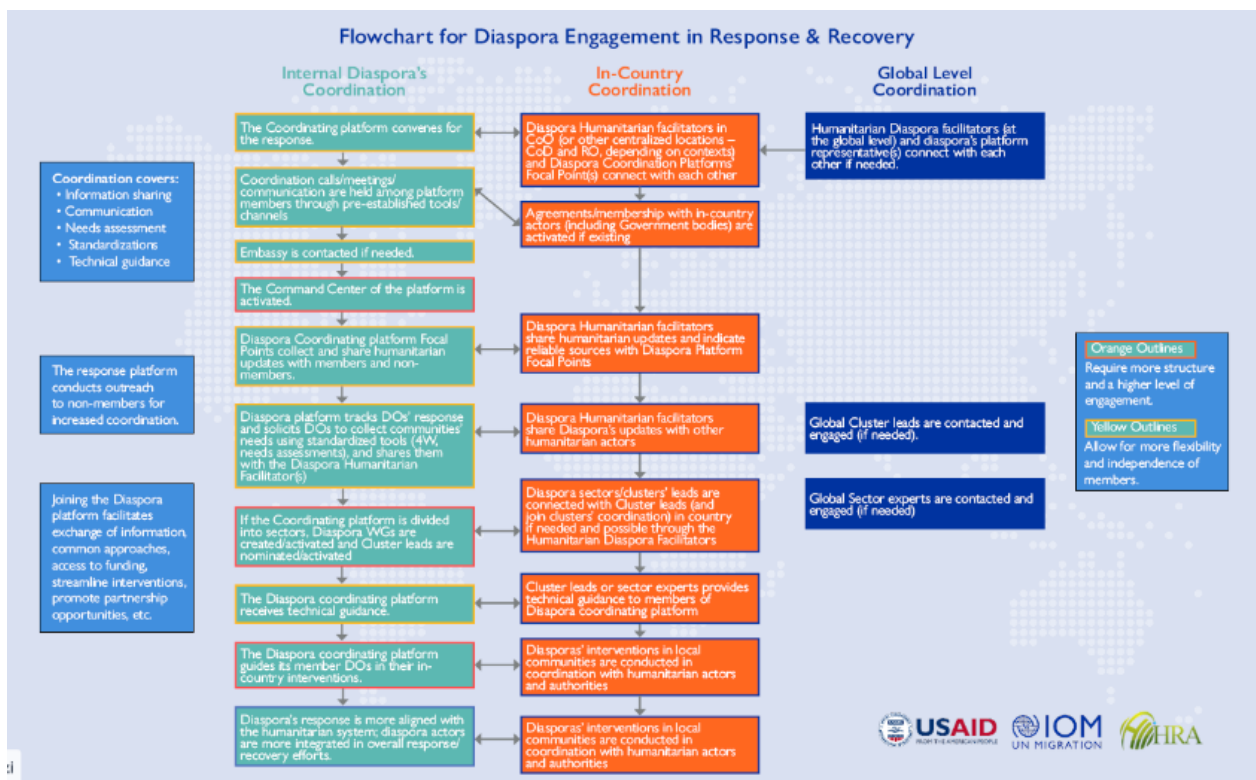 Flowchart for Diaspora Engagement in Response & Recovery
Internal Diaspora's
Coordination
The Coordinating platform convenes for
the response.
Coordination calls/meetings/
communication are held among platform
members through pre-established tools/
channels
Embassy is contacted if needed.
The Command Center of the platform is
activated.
Diaspora Coordinating platform Focal
Points collect and share humanitarian
updates with members and non-
members.
Diaspora platform tracks DOs' response
and solicits DOs to collect communities'
needs using standardized tools (4W,
needs assessments), and shares them
with the Diaspora Humanitarian
Facilitator(s)
If the Coordinating platform is divided
into sectors, Diaspora WGs are
created/activated and Cluster leads are
nominated/activated
The Diaspora coordinating platform
receives technical guidance.
The Diaspora coordinating platform
guides its member DOs in their in-
country interventions.
Diaspora's response is more aligned with
the humanitarian system; diaspora actors
are more integrated in overall response/
recovery efforts.
In-Country
Coordination
Diaspora Humanitarian facilitators in
CoO (or other centralized locations –
CoD and RO, depending on contexts)
and Diaspora Coordination Platforms'
Focal Point(s) connect with each other
Agreements/membership with in-country
actors (including Government bodies) are
activated if existing
Diaspora Humanitarian facilitators
share humanitarian updates and indicate
reliable sources with Diaspora Platform
Focal Points
Diaspora Humanitarian facilitators
share Diaspora's updates with other
humanitarian actors
Diaspora sectors/clusters' leads are
connected with Cluster leads (and
join clusters' coordination) in country
if needed and possible through the
Humanitarian Diaspora Facilitators
Cluster leads or sector experts provides
technical guidance to members of
Disapora coordinating platform
Diasporas' interventions in local
communities are conducted in
coordination with humanitarian actors
and authorities
Diasporas' interventions in local
communities are conducted in
coordination with humanitarian actors
and authorities
Global Level
Coordination
Humanitarian Diaspora facilitators (at
the global level) and diaspora's platform
representative(s) connect with each
other if needed.
Global Cluster leads are contacted and
engaged (if needed).
Global Sector experts are contacted and
engaged (if needed)
Coordination covers:
• Information sharing
• Communication
• Needs assessment
• Standardizations
• Technical guidance
The response platform
conducts outreach
to non-members for
increased coordination.
Joining the Diaspora
platform facilitates
exchange of information,
common approaches,
access to funding,
streamline interventions,
promote partnership
opportunities, etc.
Orange Outlines
Require more structure
and a higher level of
engagement.
Yellow Outlines
Allow for more flexibility
and independence of
members.
USAID
FROM THE AMERICAN PEOPLE
IOM
UN MIGRATION
HRA